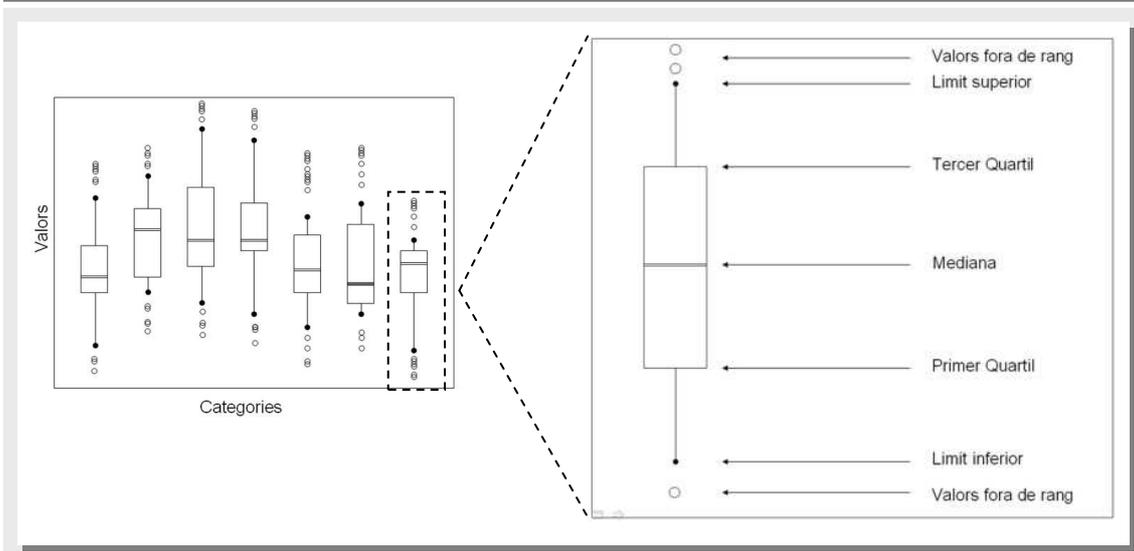 Valors
Categories
Valors fora de rang
Limit superior
Tercer Quartil
Mediana
Primer Quartil
Limit inferior
Valors fora de rang